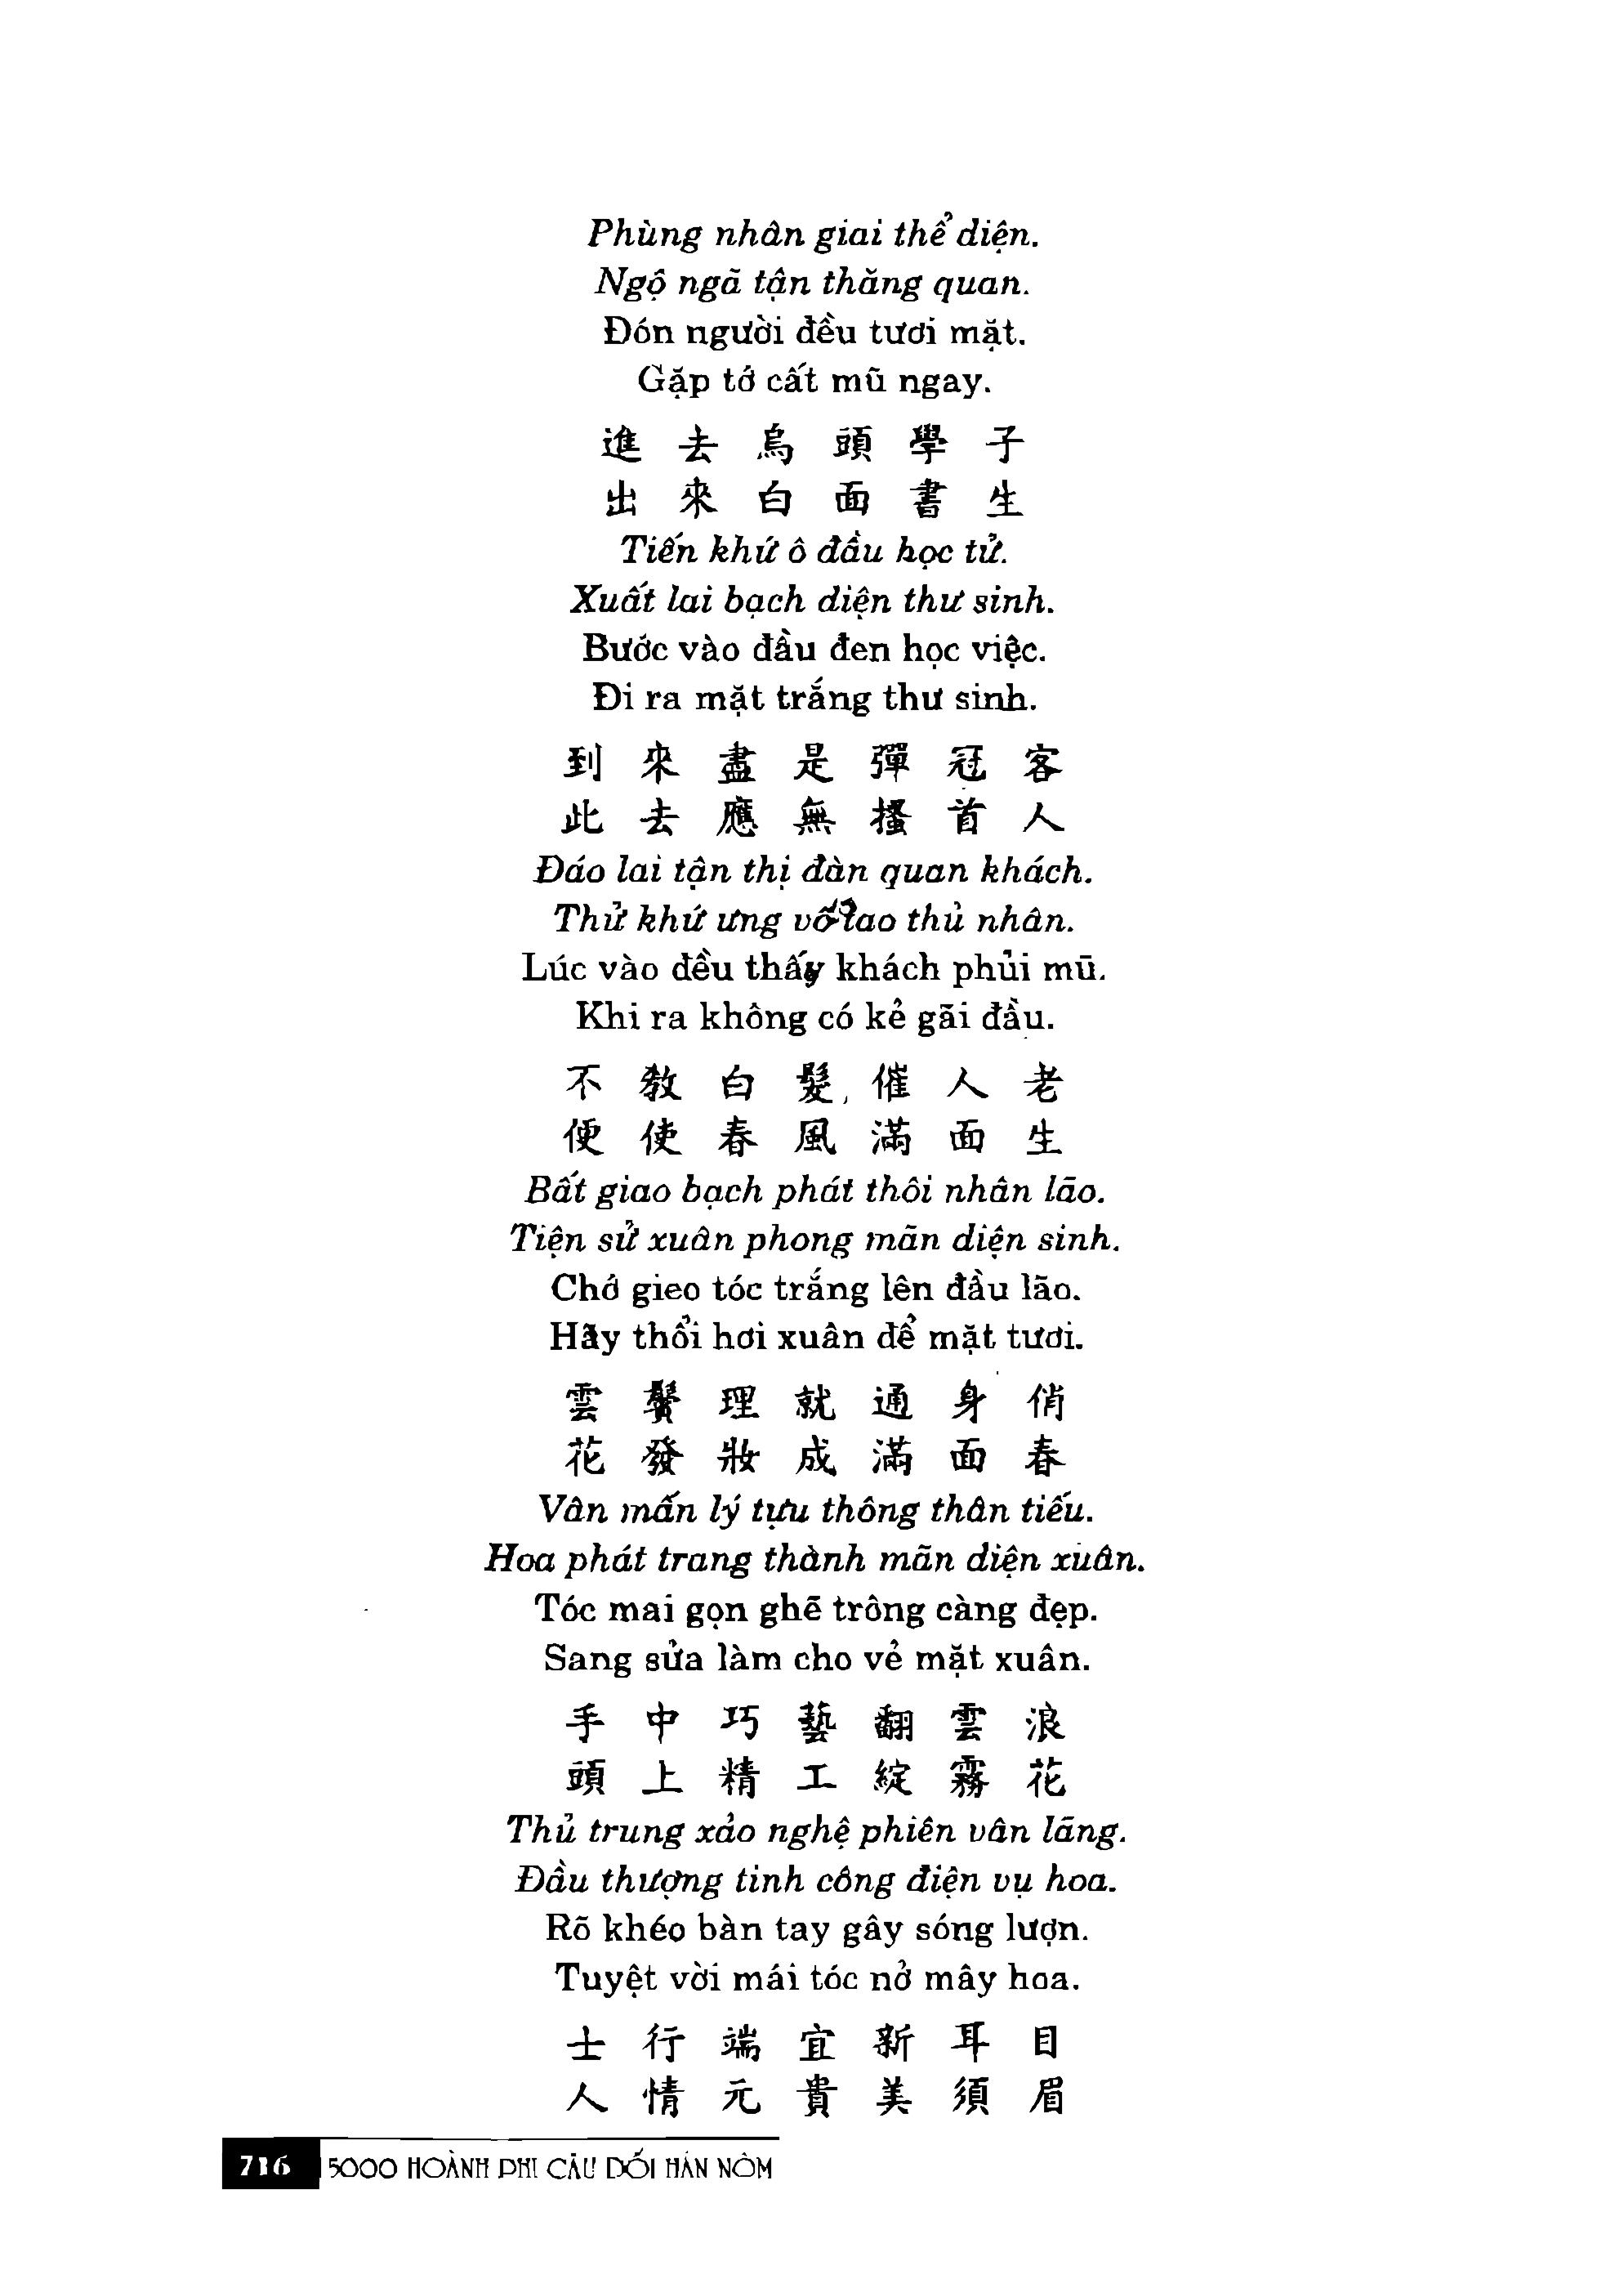 Phùng nhân giai thể diện.
Ngộ ngã tận thăng quan.
Đón người đều tươi mặt.
Gặp tớ cất mũ ngay.
進去烏頭學子
出來白面書生
Tiến khứ ô đầu học tử.
Xuất lai bạch diện thư sinh.
Bước vào đầu đen học việc.
Đi ra mặt trắng thư sinh.
到來盡是彈冠客
此去應無搔首人
Đáo lai tận thị đàn quan khách.
Thử khứ ưng vô tao thủ nhân.
Lúc vào đều thấy khách phủi mũ.
Khi ra không có kẻ gãi đầu.
不教白髮催人老
便使春風滿面生
Bất giao bạch phát thôi nhân lão.
Tiện sử xuân phong mãn diện sinh.
Chớ gieo tóc trắng lên đầu lão.
Hãy thổi hơi xuân để mặt tươi.
雲鬢理就通身俏
花發妝成滿面春
Vân mấn lý tựu thông thân tiếu.
Hoa phát trang thành mãn diện xuân.
Tóc mai gọn ghẽ trông càng đẹp.
Sang sửa làm cho vẻ mặt xuân.
手中巧藝翻雲浪
頭上精工綻霧花
Thủ trung xảo nghệ phiên vân lãng.
Đầu thượng tinh công điện vụ hoa.
Rõ khéo bàn tay gây sóng lượn.
Tuyệt vời mái tóc nở mây hoa.
士行端宜新耳目
人情元貴美須眉
716 5000 HOÀNH PHI CÂU ĐỐI HÁN NÔM